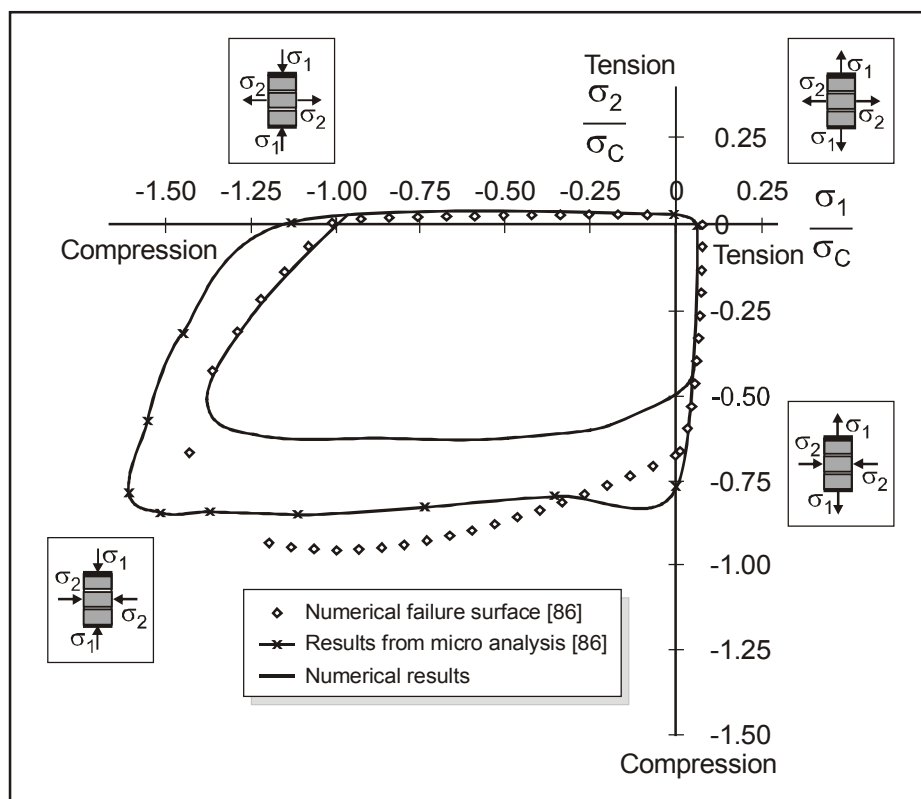 σ1
σ2
σ2
σ1
Tension
σ2
σC
σ1
σ2
σ2
σ1
0.25
-1.50 -1.25 -1.00 -0.75 -0.50 -0.25 0 0.25
σ1
σC
0
Compression
Tension
-0.25
-0.50
σ1
σ2
σ2
σ1
-0.75
-1.00
σ1
σ2
σ2
σ1
Numerical failure surface [86]
Results from micro analysis [86]
Numerical results
-1.25
-1.50
Compression